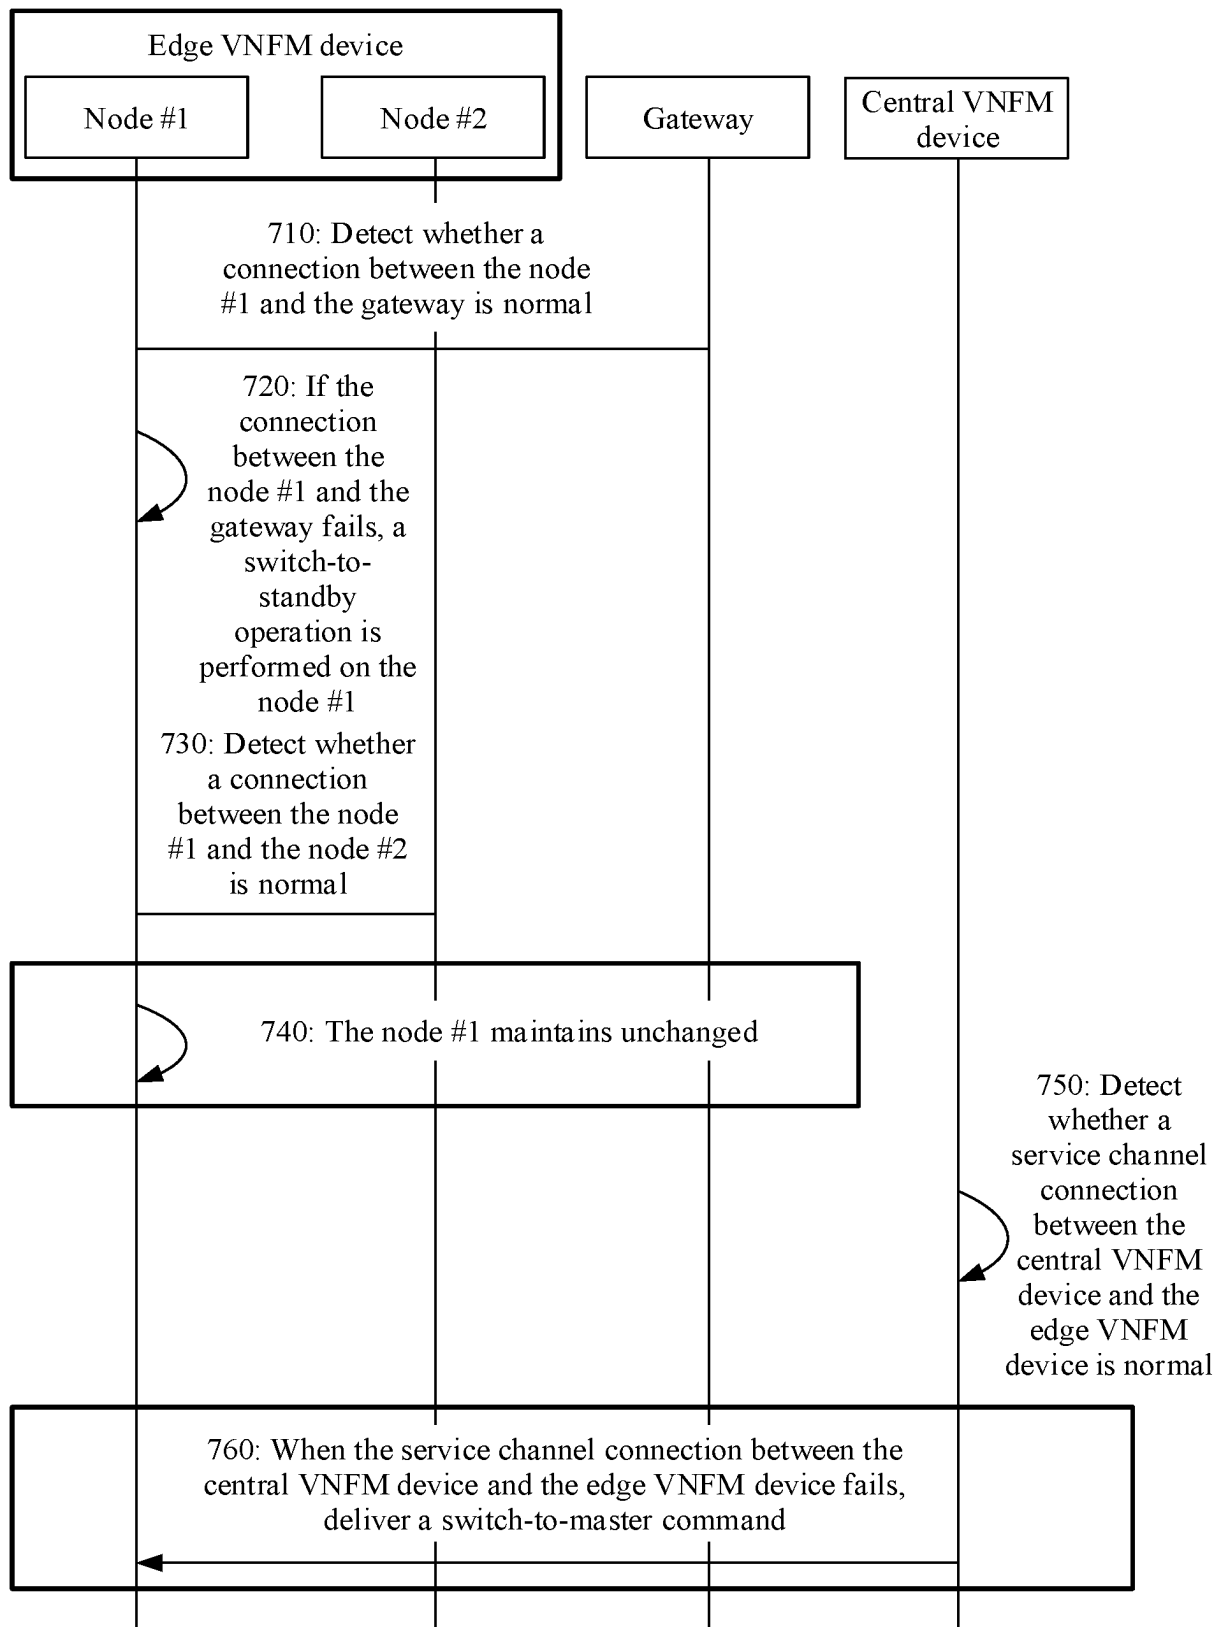 Edge VNFM device
Node #1
Node #2
Gateway
Central VNFM
device
710: Detect whether a
connection between the node
#1 and the gateway is normal
720: If the
connection
between the
node #1 and the
gateway fails, a
switch-to-
standby
operation is
performed on the
node #1
730: Detect whether
a connection
between the node
#1 and the node #2
is normal
740: The node #1 maintains unchanged
750: Detect
whether a
service channel
connection
between the
central VNFM
device and the
edge VNFM
device is normal
760: When the service channel connection between the
central VNFM device and the edge VNFM device fails,
deliver a switch-to-master command